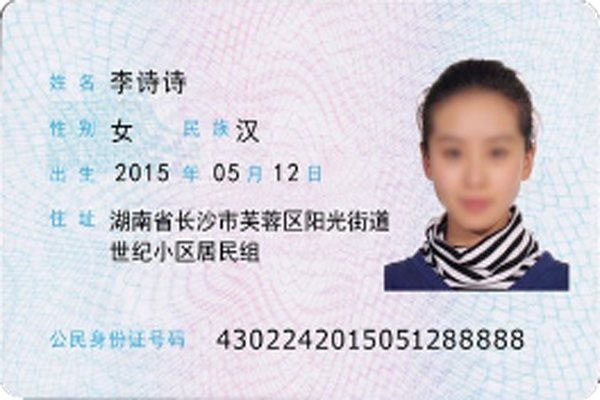 姓名 李诗诗
性别 女 民族 汉
出生 2015 年 05 月 12 日
住址 湖南省长沙市芙蓉区阳光街道
世纪小区居民组
公民身份证号码 4302242015051288888